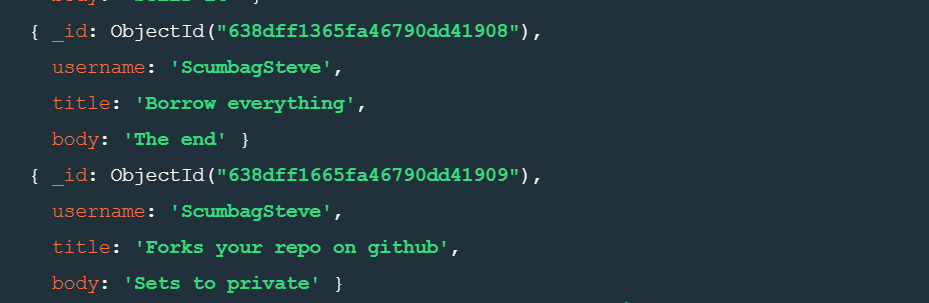 { _id: ObjectId("638dff1365fa46790dd41908"),
username: 'ScumbagSteve',
title: 'Borrow everything',
body: 'The end' }
{ _id: ObjectId("638dff1665fa46790dd41909"),
username: 'ScumbagSteve',
title: 'Forks your repo on github',
body: 'Sets to private' }